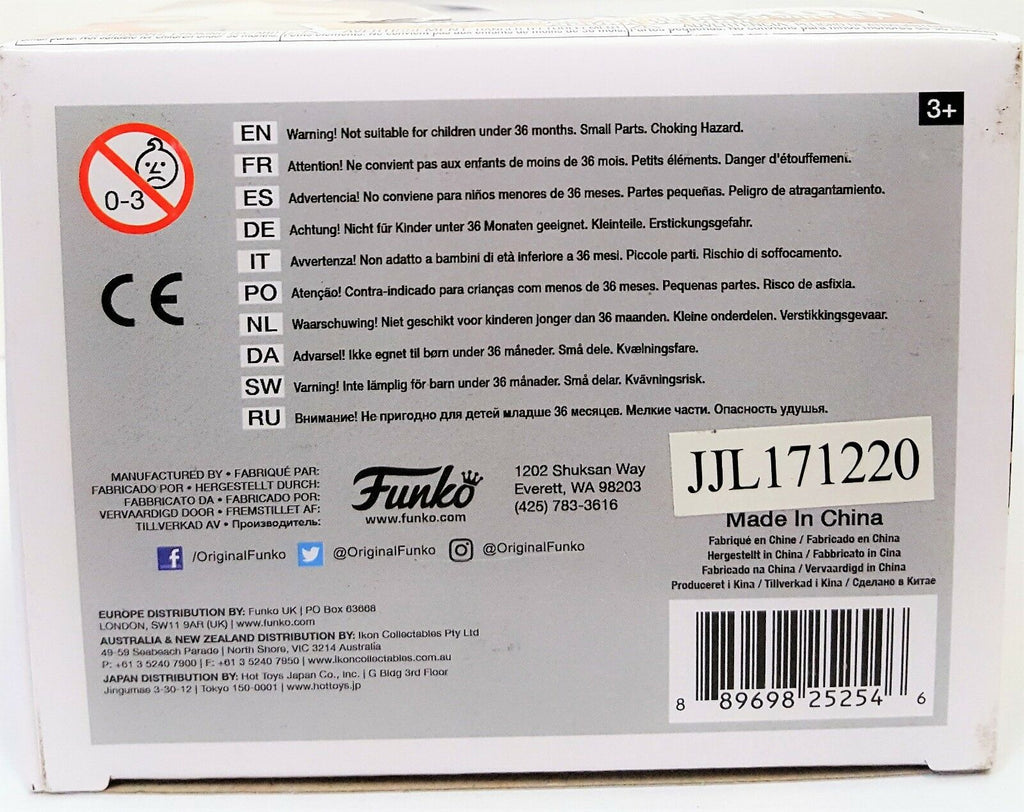 3+
0-3
EN Warning! Not suitable for children under 36 months. Small Parts. Choking Hazard.
FR Attention! Ne convient pas aux enfants de moins de 36 mois. Petits éléments. Danger d'étouffement.
ES Advertencia! No conviene para niños menores de 36 meses. Partes pequeñas. Peligro de atragantamiento.
DE Achtung! Nicht für Kinder unter 36 Monaten geeignet. Kleinteile. Erstickungsgefahr.
IT Avvertenza! Non adatto a bambini di età inferiore a 36 mesi. Piccole parti. Rischio di soffocamento.
PO Atenção! Contra-indicado para crianças com menos de 36 meses. Pequenas partes. Risco de asfixia.
NL Waarschuwing! Niet geschikt voor kinderen jonger dan 36 maanden. Kleine onderdelen. Verstikkingsgevaar.
DA Advarsel! Ikke egnet til børn under 36 måneder. Små dele. Kvælningsfare.
SW Varning! Inte lämplig för barn under 36 månader. Små delar. Kvävningsrisk.
RU Внимание! Не пригодно для детей младше 36 месяцев. Мелкие части. Опасность удушья.
CE
MANUFACTURED BY • FABRIQUÉ PAR:
FABRICADO POR • HERGESTELLT DURCH:
FABBRICATO DA • FABRICADO POR:
VERVAARDIGD DOOR • FREMSTILLET AF:
TILLVERKAD AV • Производитель:
Funko
www.funko.com
1202 Shuksan Way
Everett, WA 98203
(425) 783-3616
/OriginalFunko @OriginalFunko @OriginalFunko
JJL171220
Made In China
Fabriqué en Chine / Fabricado en China
Hergestellt in China / Fabbricato in Cina
Fabricado na China / Vervaardigd in China
Produceret i Kina / Tillverkad i Kina / Сделано в Китае
EUROPE DISTRIBUTION BY: Funko UK | PO Box 63668
LONDON, SW11 9AR (UK) | www.funko.com
AUSTRALIA & NEW ZEALAND DISTRIBUTION BY: Ikon Collectables Pty Ltd
49-59 Seabeach Parade | North Shore, VIC 3214 Australia
P: +61 3 5240 7900 | F: +61 3 5240 7950 | www.ikoncollectables.com.au
JAPAN DISTRIBUTION BY: Hot Toys Japan Co., Inc. | G Bldg 3rd Floor
Jingumae 3-30-12 | Tokyo 150-0001 | www.hottoys.jp
8 89698 25254 6